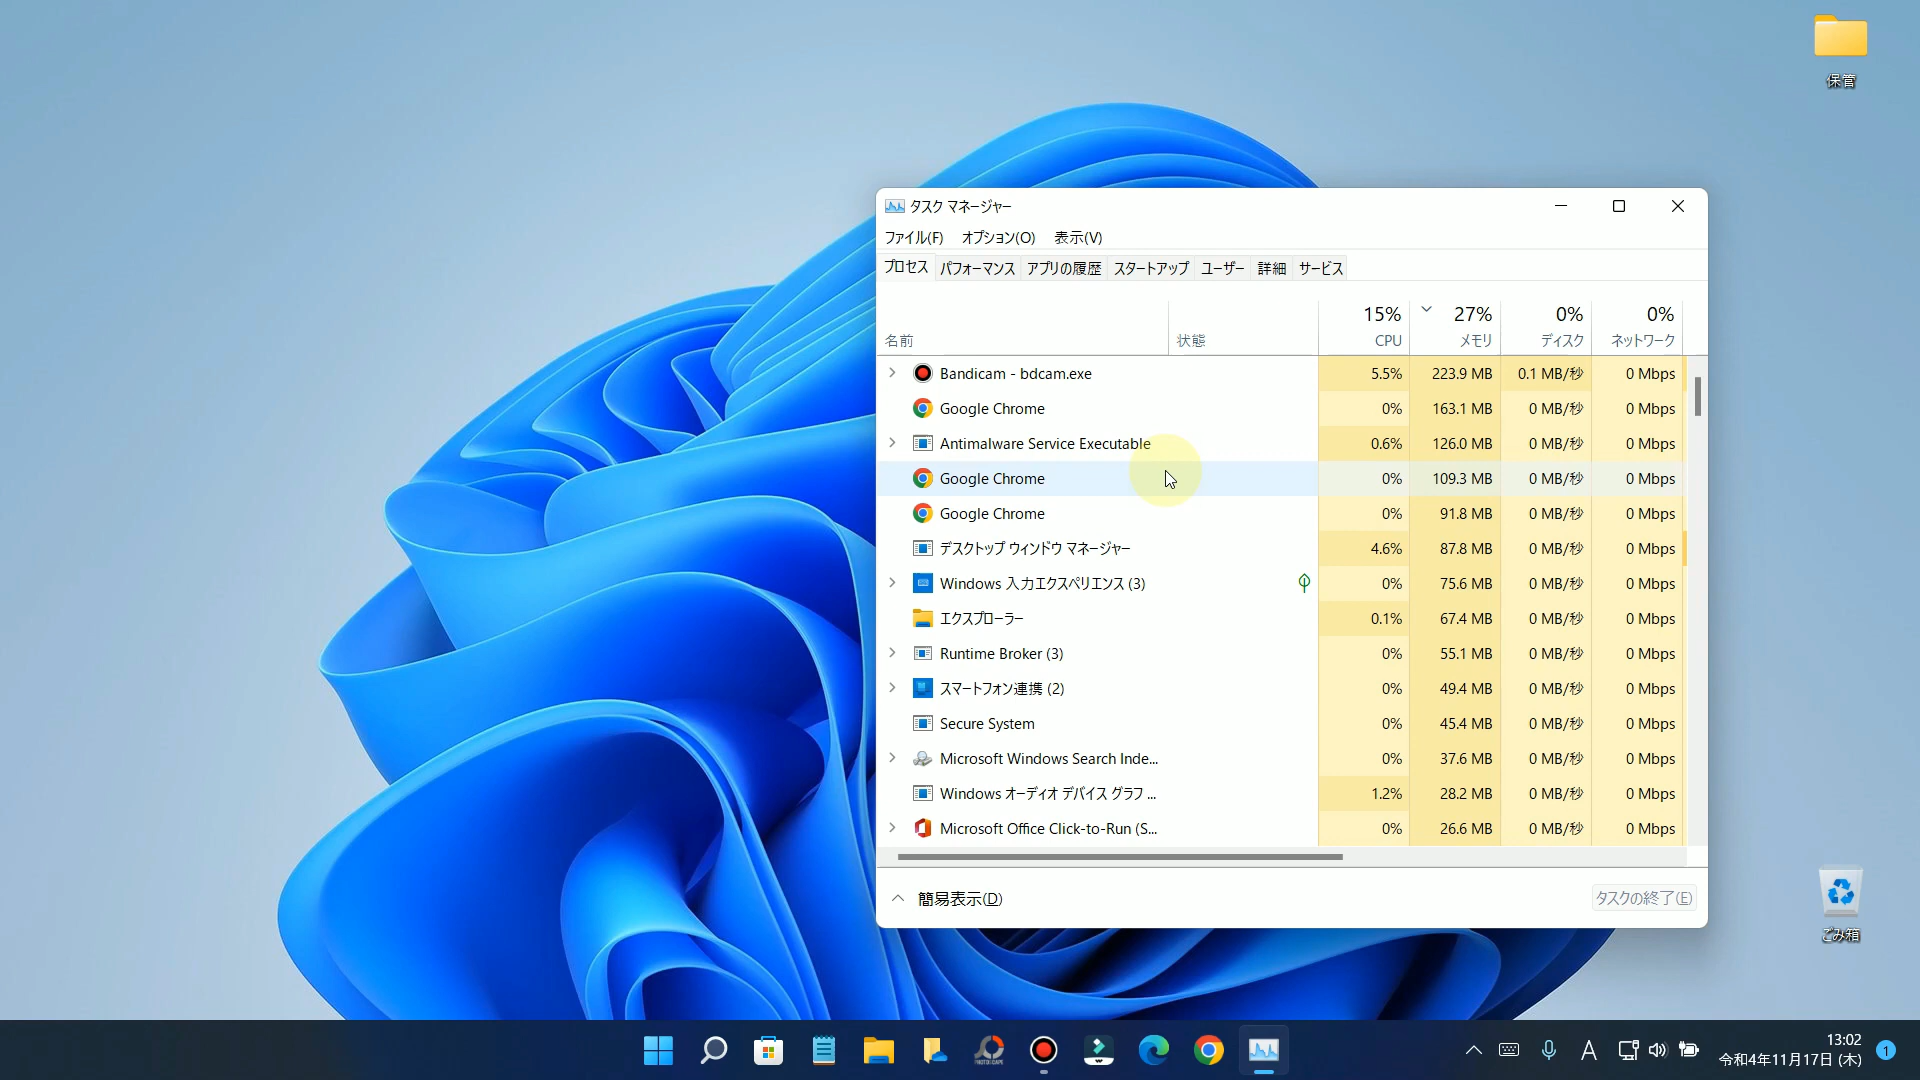 保管
タスク マネージャー
ファイル(F) オプション(O) 表示(V)
プロセス パフォーマンス アプリの履歴 スタートアップ ユーザー 詳細 サービス
15% 27% 0% 0%
名前 状態 CPU メモリ ディスク ネットワーク
Bandicam - bdcam.exe 5.5% 223.9 MB 0.1 MB/秒 0 Mbps
Google Chrome 0% 163.1 MB 0 MB/秒 0 Mbps
Antimalware Service Executable 0.6% 126.0 MB 0 MB/秒 0 Mbps
Google Chrome 0% 109.3 MB 0 MB/秒 0 Mbps
Google Chrome 0% 91.8 MB 0 MB/秒 0 Mbps
デスクトップ ウィンドウ マネージャー 4.6% 87.8 MB 0 MB/秒 0 Mbps
Windows 入力エクスペリエンス (3) 0% 75.6 MB 0 MB/秒 0 Mbps
エクスプローラー 0.1% 67.4 MB 0 MB/秒 0 Mbps
Runtime Broker (3) 0% 55.1 MB 0 MB/秒 0 Mbps
スマートフォン連携 (2) 0% 49.4 MB 0 MB/秒 0 Mbps
Secure System 0% 45.4 MB 0 MB/秒 0 Mbps
Microsoft Windows Search Inde... 0% 37.6 MB 0 MB/秒 0 Mbps
Windows オーディオ デバイス グラフ ... 1.2% 28.2 MB 0 MB/秒 0 Mbps
Microsoft Office Click-to-Run (S... 0% 26.6 MB 0 MB/秒 0 Mbps
簡易表示(D) タスクの終了(E)
ごみ箱
A
13:02
令和4年11月17日 (木)
1